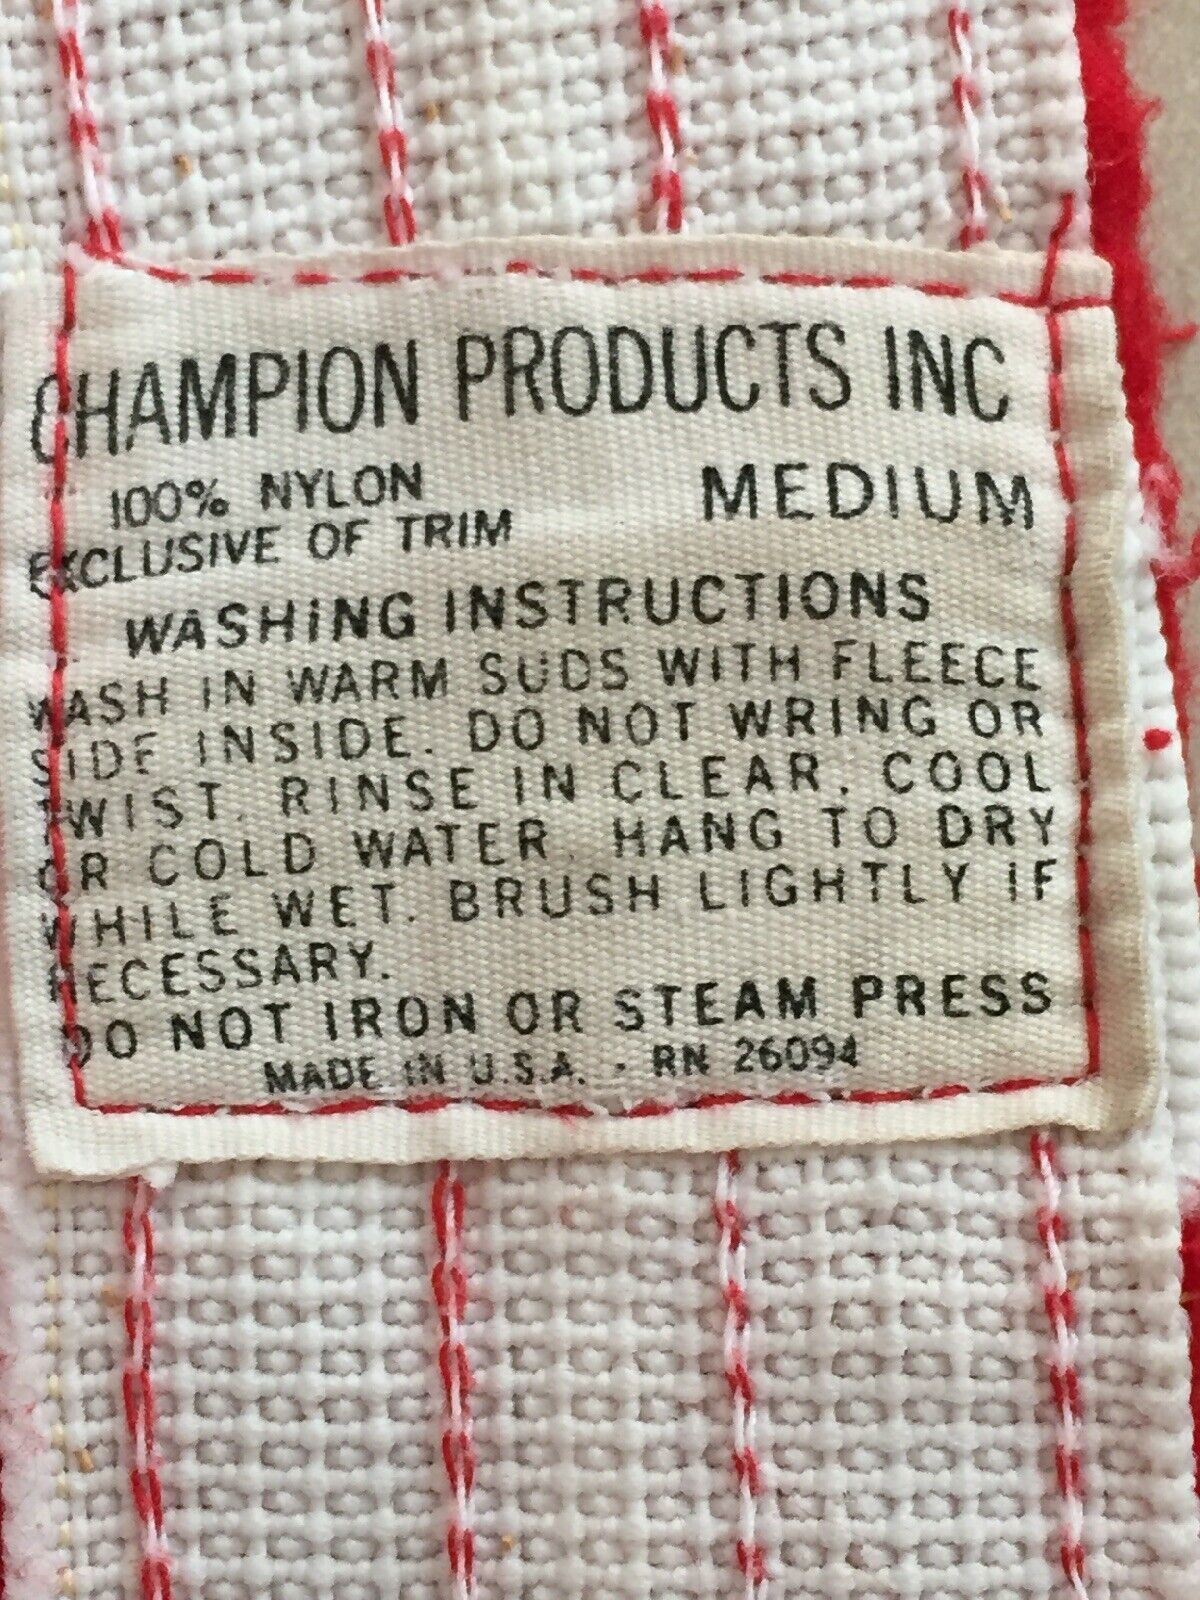 CHAMPION PRODUCTS INC
100% NYLON MEDIUM
EXCLUSIVE OF TRIM
WASHING INSTRUCTIONS
WASH IN WARM SUDS WITH FLEECE
SIDE INSIDE. DO NOT WRING OR
TWIST. RINSE IN CLEAR, COOL
OR COLD WATER. HANG TO DRY
WHILE WET. BRUSH LIGHTLY IF
NECESSARY.
DO NOT IRON OR STEAM PRESS
MADE IN U.S.A. - RN 26094